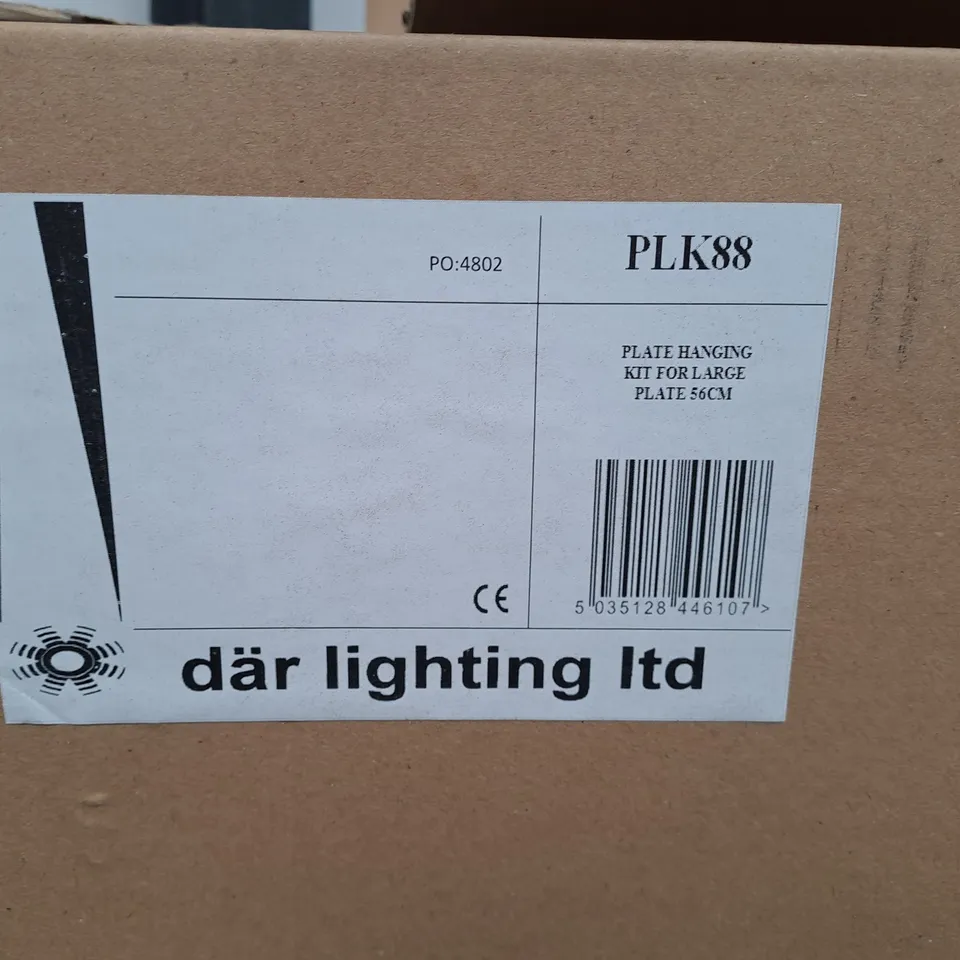 PO:4802
PLK88
PLATE HANGING
KIT FOR LARGE
PLATE 56CM
CE
5 035128 446107 >
där lighting ltd